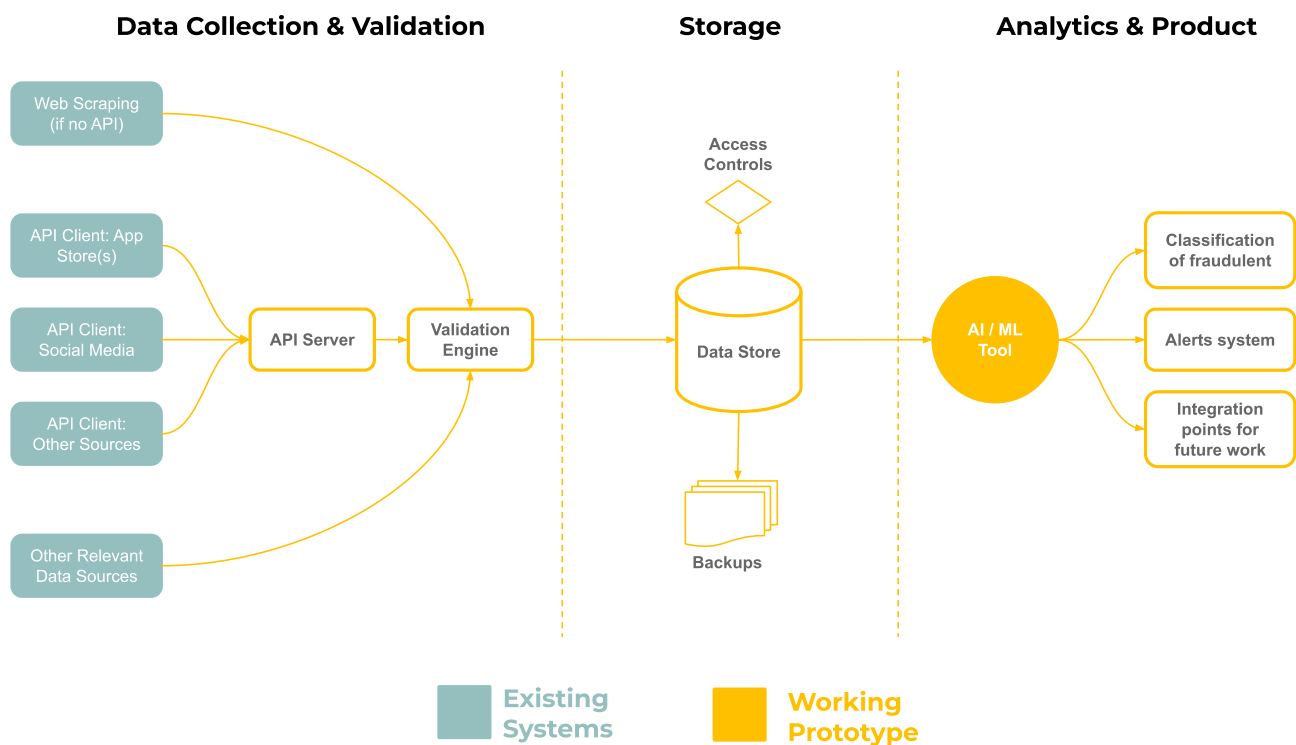 Data Collection & Validation
Storage
Analytics & Product
Web Scraping
(if no API)
API Client: App
Store(s)
API Client:
Social Media
API Client:
Other Sources
Other Relevant
Data Sources
API Server
Validation
Engine
Access
Controls
Data Store
Backups
AI / ML
Tool
Classification
of fraudulent
Alerts system
Integration
points for
future work
Existing
Systems
Working
Prototype